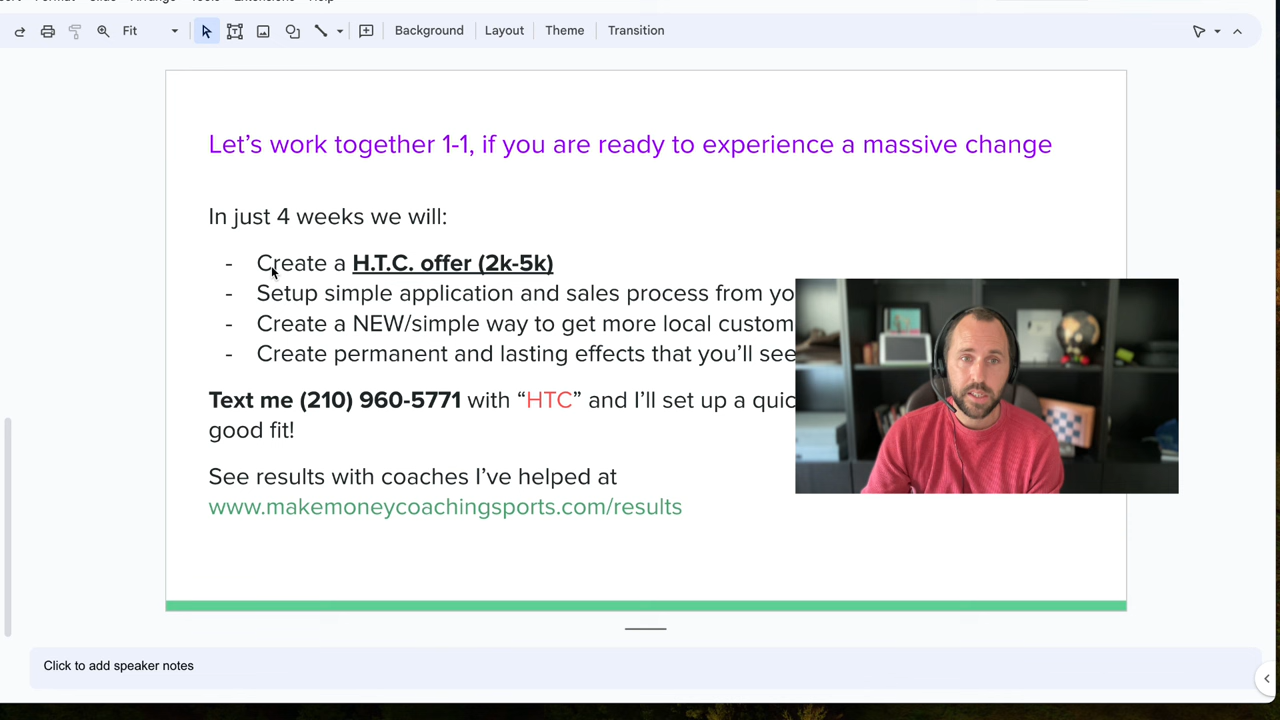 Fit
Background Layout Theme Transition
Let's work together 1-1, if you are ready to experience a massive change
In just 4 weeks we will:
- Create a H.T.C. offer (2k-5k)
- Setup simple application and sales process from
- Create a NEW/simple way to get more local
- Create permanent and lasting effects that you'll see
Text me (210) 960-5771 with “HTC” and I'll set up a
good fit!
See results with coaches I've helped at
www.makemoneycoachingsports.com/results
Click to add speaker notes